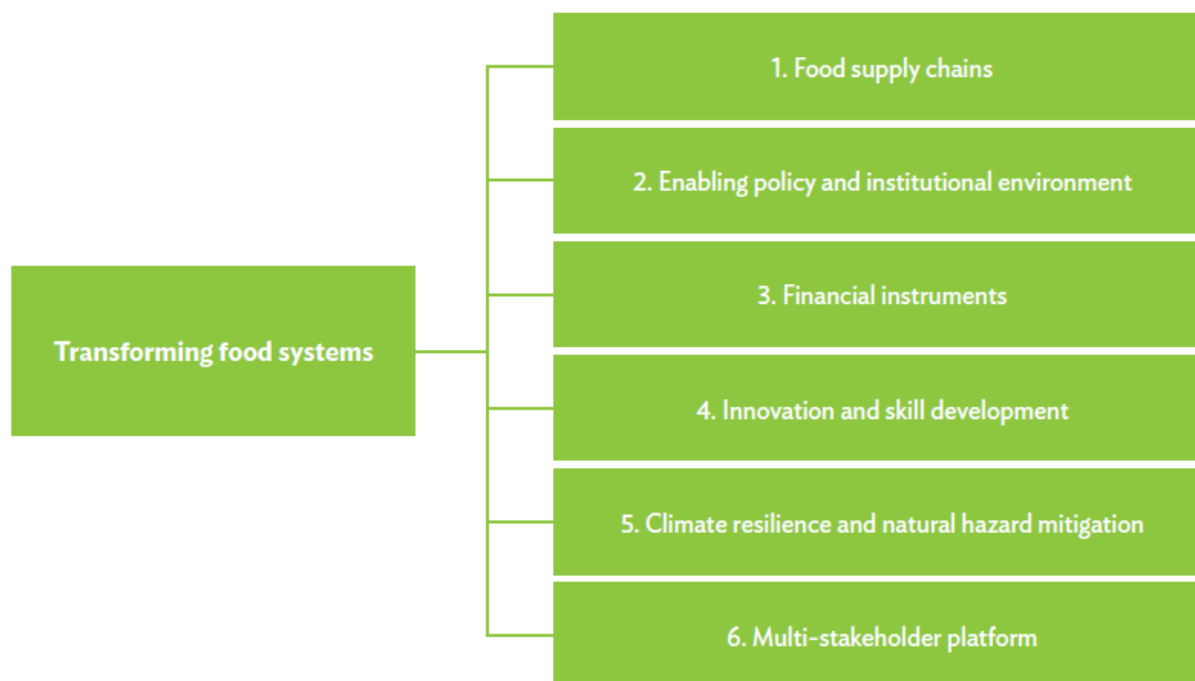 1. Food supply chains
2. Enabling policy and institutional environment
3. Financial instruments
Transforming food systems
4. Innovation and skill development
5. Climate resilience and natural hazard mitigation
6. Multi-stakeholder platform